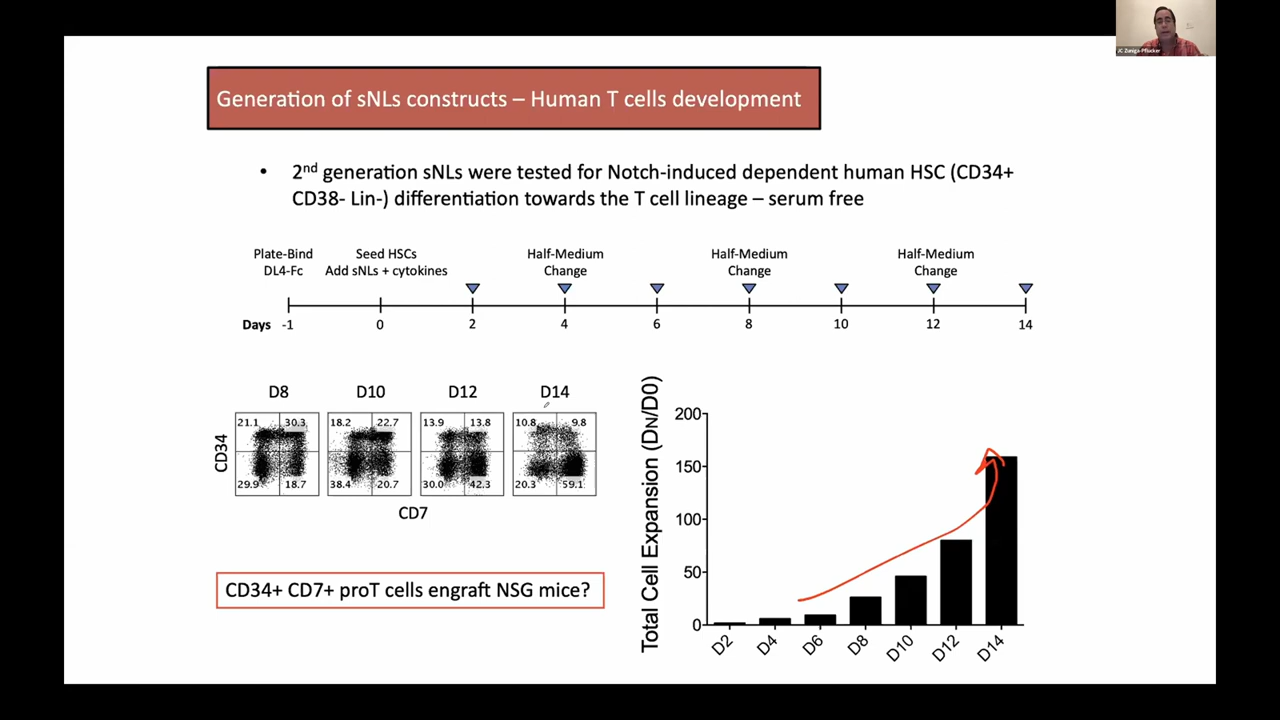 JC Zuniga-Pflucker
Generation of sNLs constructs – Human T cells development
• 2nd generation sNLs were tested for Notch-induced dependent human HSC (CD34+
CD38- Lin-) differentiation towards the T cell lineage – serum free
Plate-Bind
DL4-Fc
Seed HSCs
Add sNLs + cytokines
Half-Medium
Change
Half-Medium
Change
Half-Medium
Change
Days -1 0 2 4 6 8 10 12 14
D8 D10 D12 D14
21.1 30.3 18.2 22.7 13.9 13.8 10.8 9.8
CD34
29.9 18.7 38.4 20.7 30.0 42.3 20.3 59.1
CD7
CD34+ CD7+ proT cells engraft NSG mice?
Total Cell Expansion (DN/D0)
200
150
100
50
0
D2 D4 D6 D8 D10 D12 D14